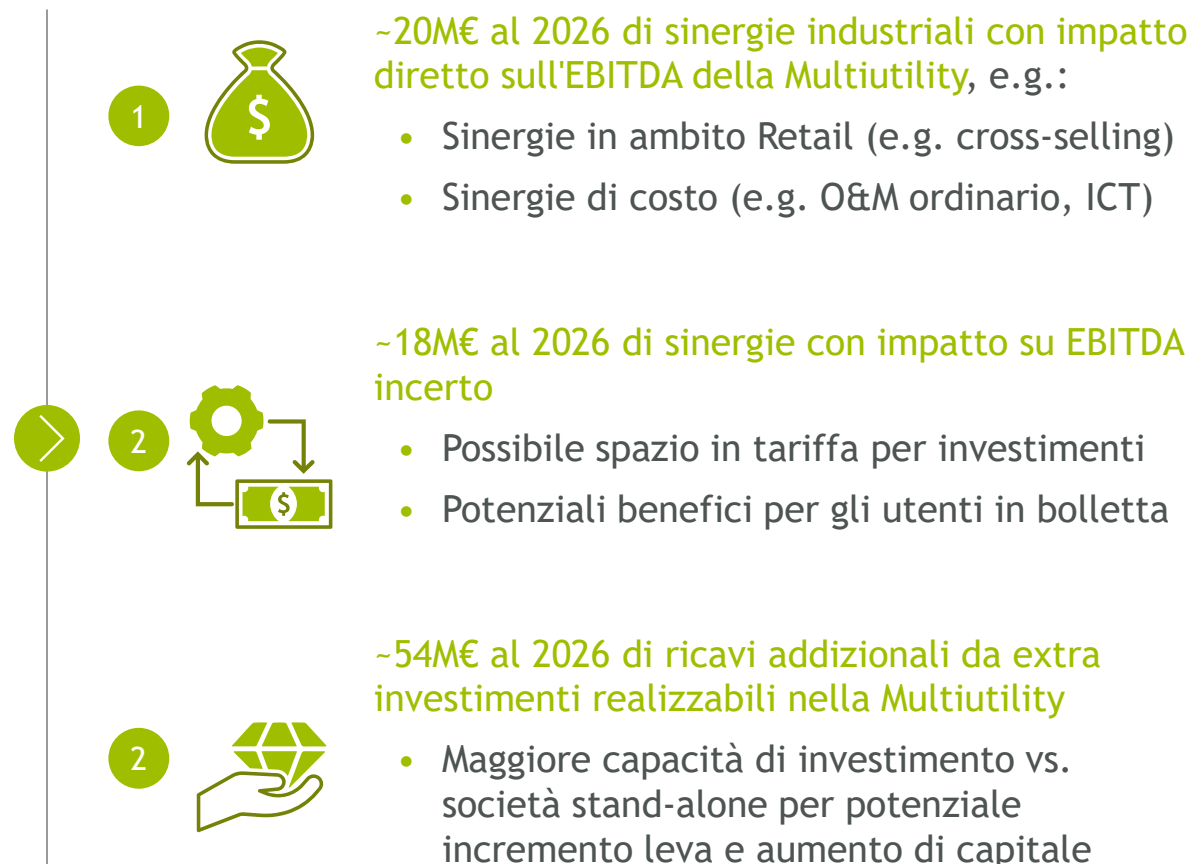 ~20M€ al 2026 di sinergie industriali con impatto
diretto sull'EBITDA della Multiutility, e.g.:
1
$
• Sinergie in ambito Retail (e.g. cross-selling)
• Sinergie di costo (e.g. O&M ordinario, ICT)
~18M€ al 2026 di sinergie con impatto su EBITDA
incerto
2
$
• Possibile spazio in tariffa per investimenti
• Potenziali benefici per gli utenti in bolletta
~54M€ al 2026 di ricavi addizionali da extra
investimenti realizzabili nella Multiutility
2
• Maggiore capacità di investimento vs.
società stand-alone per potenziale
incremento leva e aumento di capitale